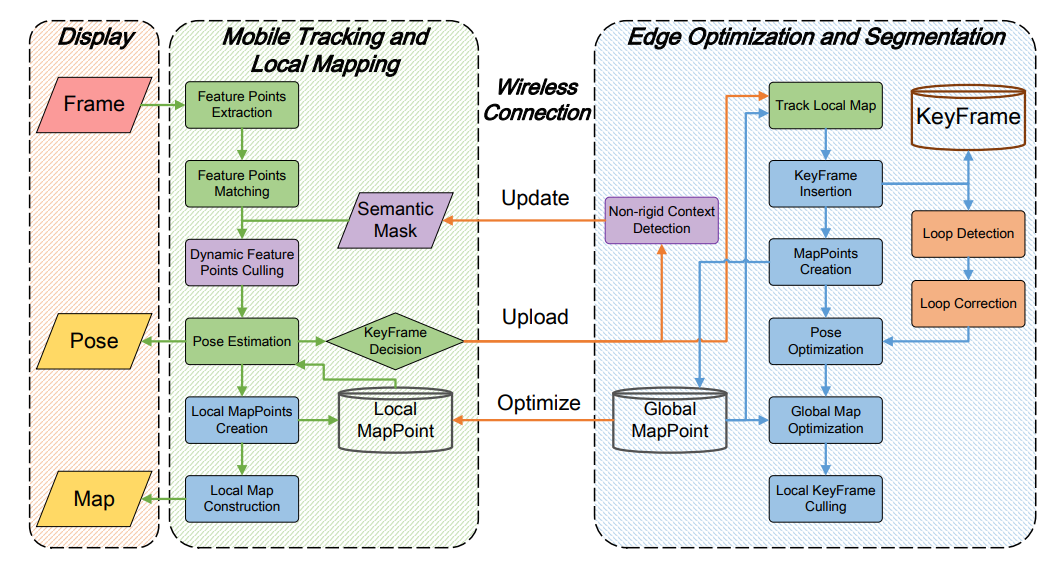 Display
Mobile Tracking and
Local Mapping
Wireless
Connection
Edge Optimization and Segmentation
Frame
Feature Points
Extraction
Feature Points
Matching
Semantic
Mask
Dynamic Feature
Points Culling
Pose
Pose Estimation
KeyFrame
Decision
Local MapPoints
Creation
Local
MapPoint
Map
Local Map
Construction
Update
Upload
Optimize
Non-rigid Context
Detection
Global
MapPoint
Track Local Map
KeyFrame
KeyFrame
Insertion
MapPoints
Creation
Loop Detection
Loop Correction
Pose
Optimization
Global Map
Optimization
Local KeyFrame
Culling